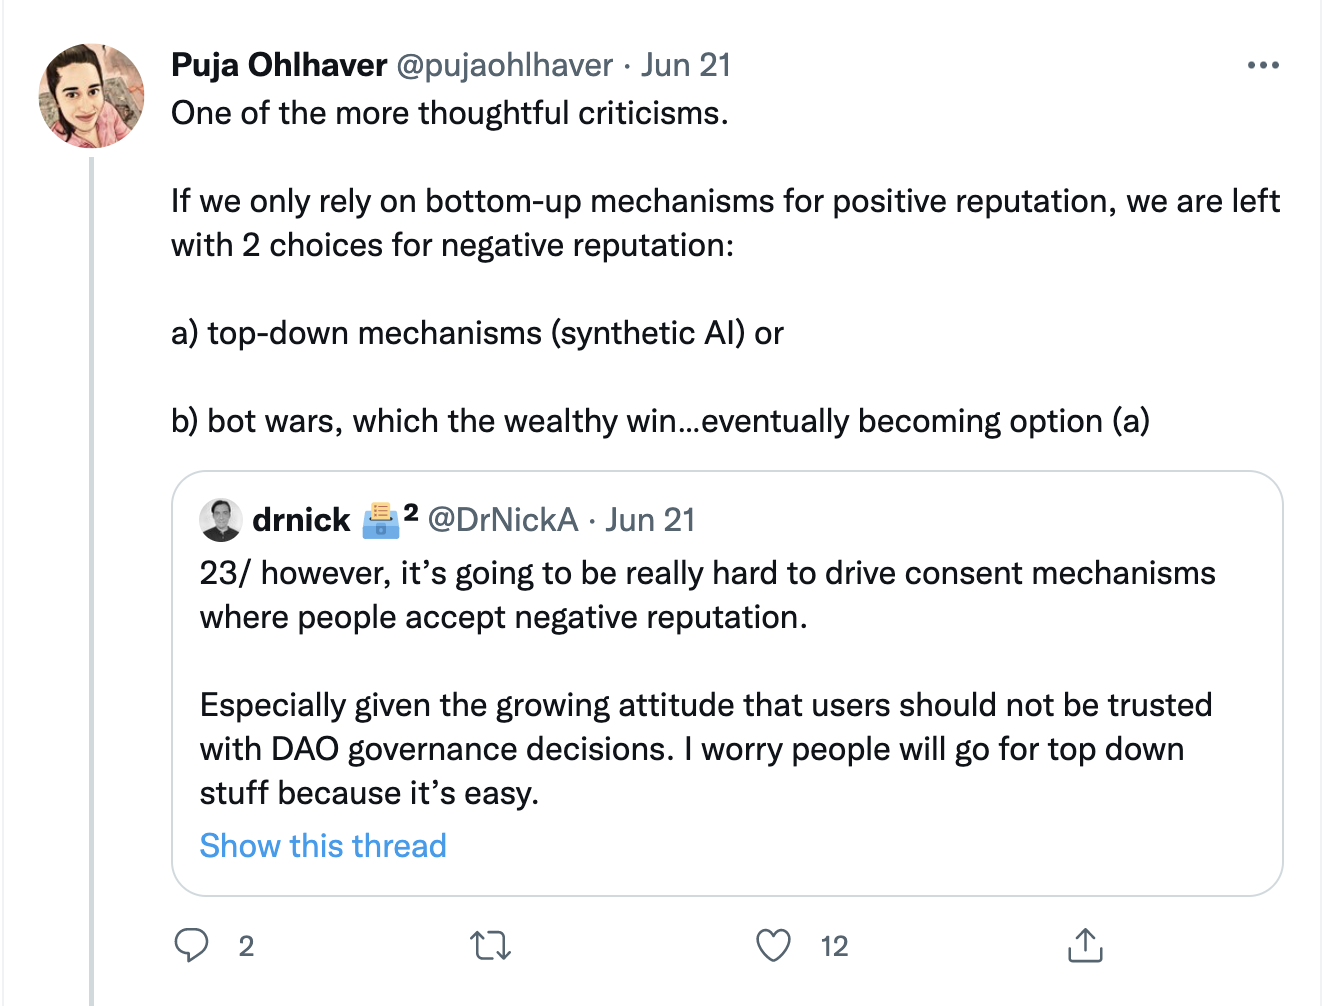 Puja Ohlhaver @pujaohlhaver · Jun 21
One of the more thoughtful criticisms.
If we only rely on bottom-up mechanisms for positive reputation, we are left
with 2 choices for negative reputation:
a) top-down mechanisms (synthetic AI) or
b) bot wars, which the wealthy win...eventually becoming option (a)
drnick 🗳️² @DrNickA · Jun 21
23/ however, it’s going to be really hard to drive consent mechanisms
where people accept negative reputation.
Especially given the growing attitude that users should not be trusted
with DAO governance decisions. I worry people will go for top down
stuff because it’s easy.
Show this thread
2 12